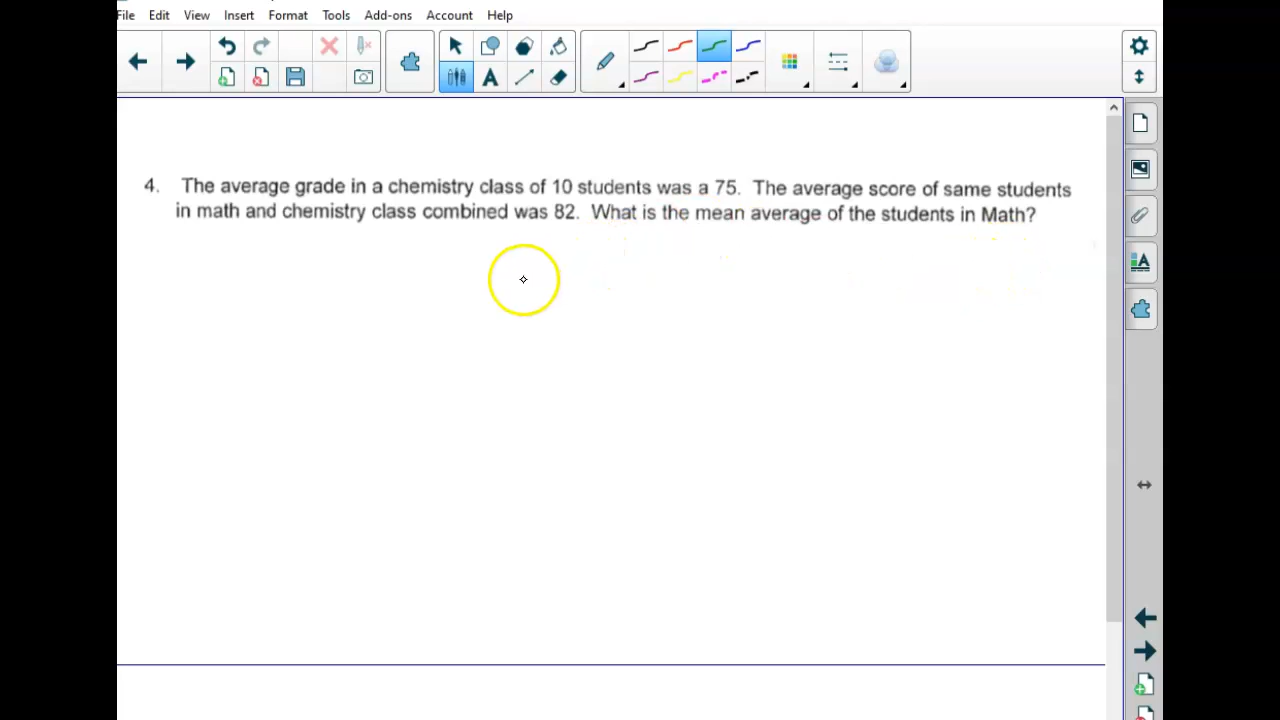 File Edit View Insert Format Tools Add-ons Account Help
A
A
4. The average grade in a chemistry class of 10 students was a 75. The average score of same students
in math and chemistry class combined was 82. What is the mean average of the students in Math?